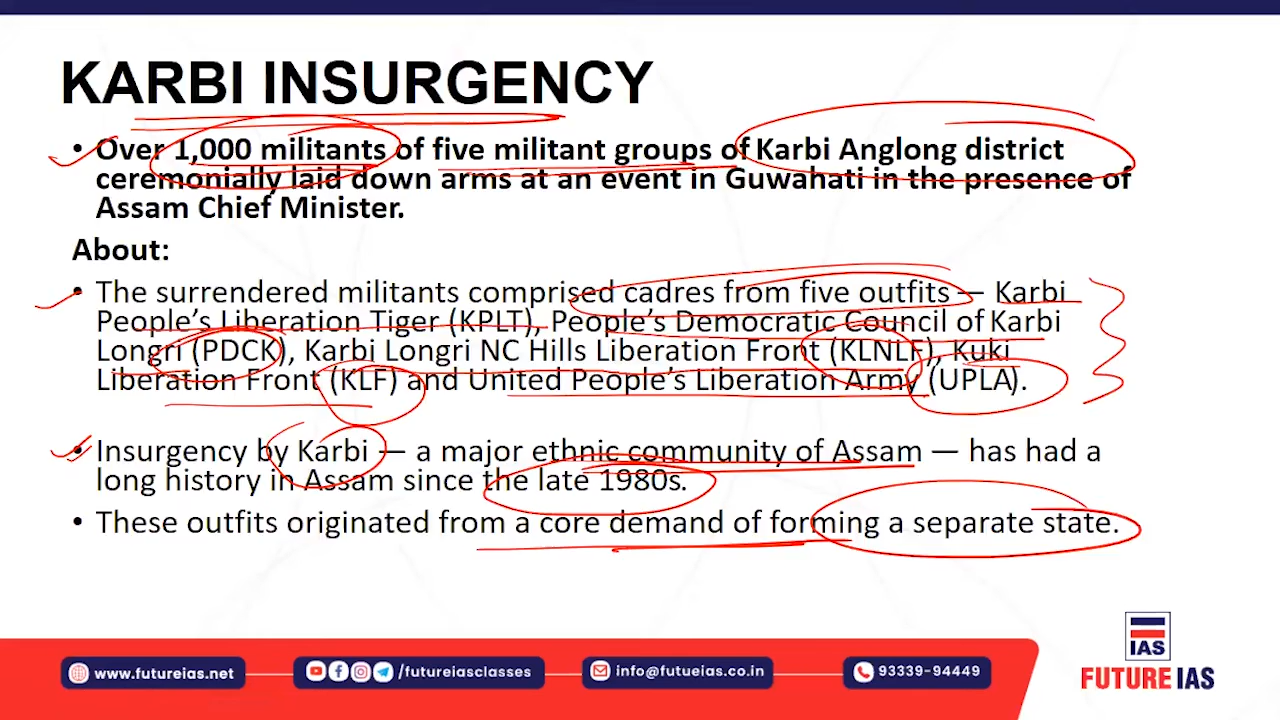 KARBI INSURGENCY
• Over 1,000 militants of five militant groups of Karbi Anglong district
ceremonially laid down arms at an event in Guwahati in the presence of
Assam Chief Minister.
About:
• The surrendered militants comprised cadres from five outfits — Karbi
People's Liberation Tiger (KPLT), People's Democratic Council of Karbi
Longri (PDCK), Karbi Longri NC Hills Liberation Front (KLNLF), Kuki
Liberation Front (KLF) and United People's Liberation Army (UPLA).
• Insurgency by Karbi — a major ethnic community of Assam — has had a
long history in Assam since the late 1980s.
• These outfits originated from a core demand of forming a separate state.
IAS
FUTURE IAS
www.futureias.net
/futureiasclasses
info@futueias.co.in
93339-94449